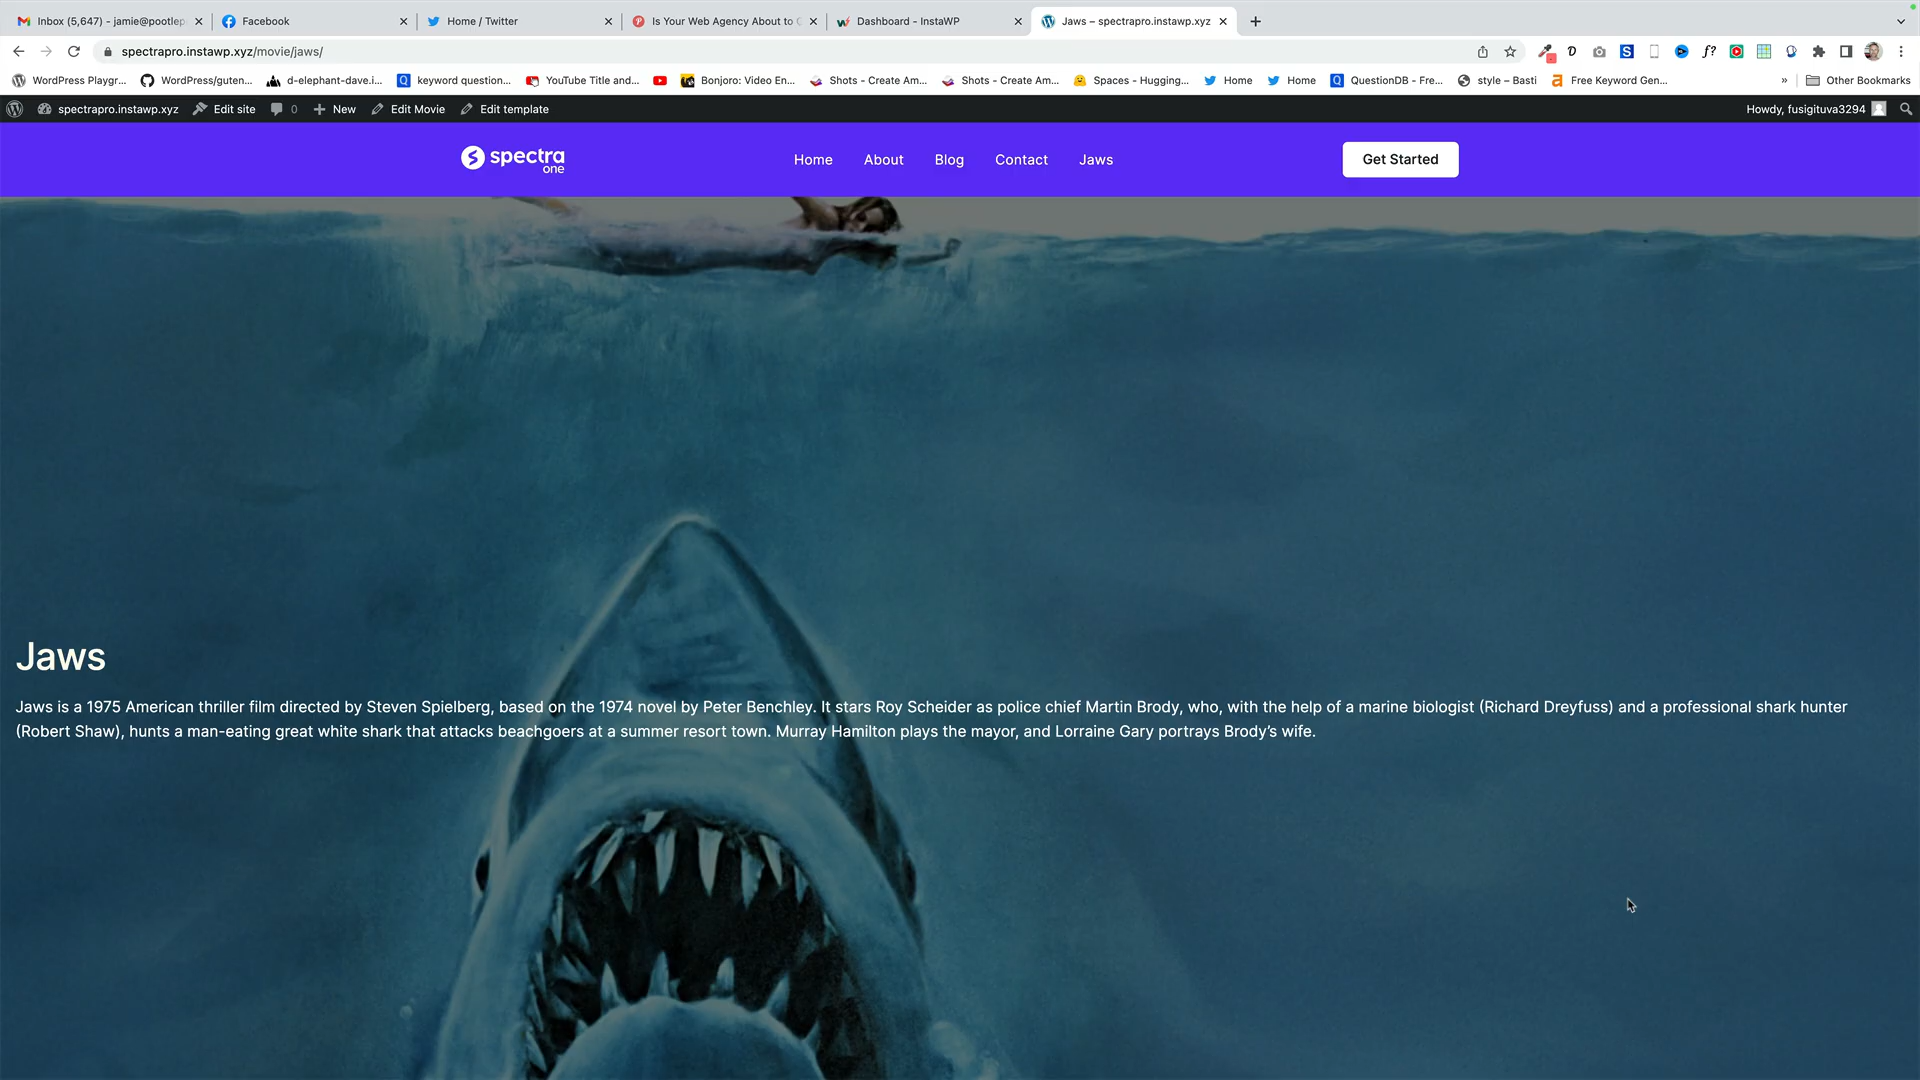 Inbox (5,647) - jamie@pootlep
Facebook
Home / Twitter
Is Your Web Agency About to
Dashboard - InstaWP
Jaws – spectrapro.instawp.xyz
spectrapro.instawp.xyz/movie/jaws/
WordPress Playgr...
WordPress/guten...
d-elephant-dave.i...
keyword question...
YouTube Title and...
Bonjoro: Video En...
Shots - Create Am...
Shots - Create Am...
Spaces - Hugging...
Home
Home
QuestionDB - Fre...
style – Basti
Free Keyword Gen...
»
Other Bookmarks
spectrapro.instawp.xyz
Edit site
0
New
Edit Movie
Edit template
Howdy, fusigituva3294
spectra
one
Home
About
Blog
Contact
Jaws
Get Started
Jaws
Jaws is a 1975 American thriller film directed by Steven Spielberg, based on the 1974 novel by Peter Benchley. It stars Roy Scheider as police chief Martin Brody, who, with the help of a marine biologist (Richard Dreyfuss) and a professional shark hunter
(Robert Shaw), hunts a man-eating great white shark that attacks beachgoers at a summer resort town. Murray Hamilton plays the mayor, and Lorraine Gary portrays Brody’s wife.